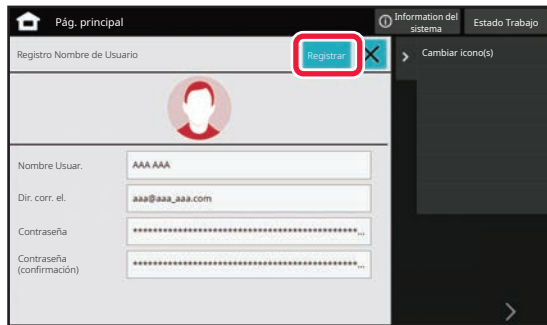 Pág. principal
Information del
sistema
Estado Trabajo
Registro Nombre de Usuario
Registrar
Cambiar icono(s)
Nombre Usuar.
AAA AAA
Dir. corr. el.
aaa@aaa_aaa.com
Contraseña
************************************************...
Contraseña
(confirmación)
************************************************...